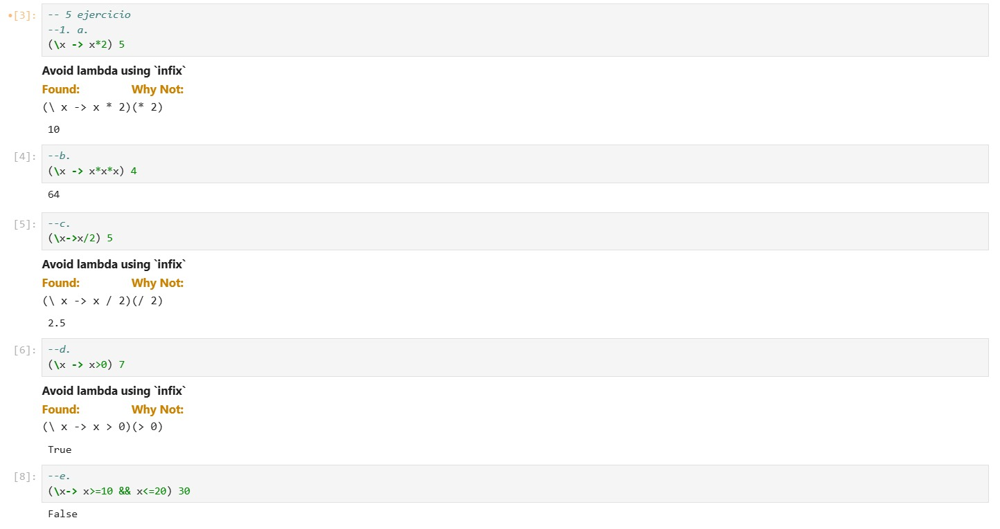 •[3]:
-- 5 ejercicio
--1. a.
(\x -> x*2) 5
Avoid lambda using `infix`
Found: Why Not:
(\ x -> x * 2)(* 2)
10
[4]:
--b.
(\x -> x*x*x) 4
64
[5]:
--c.
(\x->x/2) 5
Avoid lambda using `infix`
Found: Why Not:
(\ x -> x / 2)(/ 2)
2.5
[6]:
--d.
(\x -> x>0) 7
Avoid lambda using `infix`
Found: Why Not:
(\ x -> x > 0)(> 0)
True
[8]:
--e.
(\x-> x>=10 && x<=20) 30
False